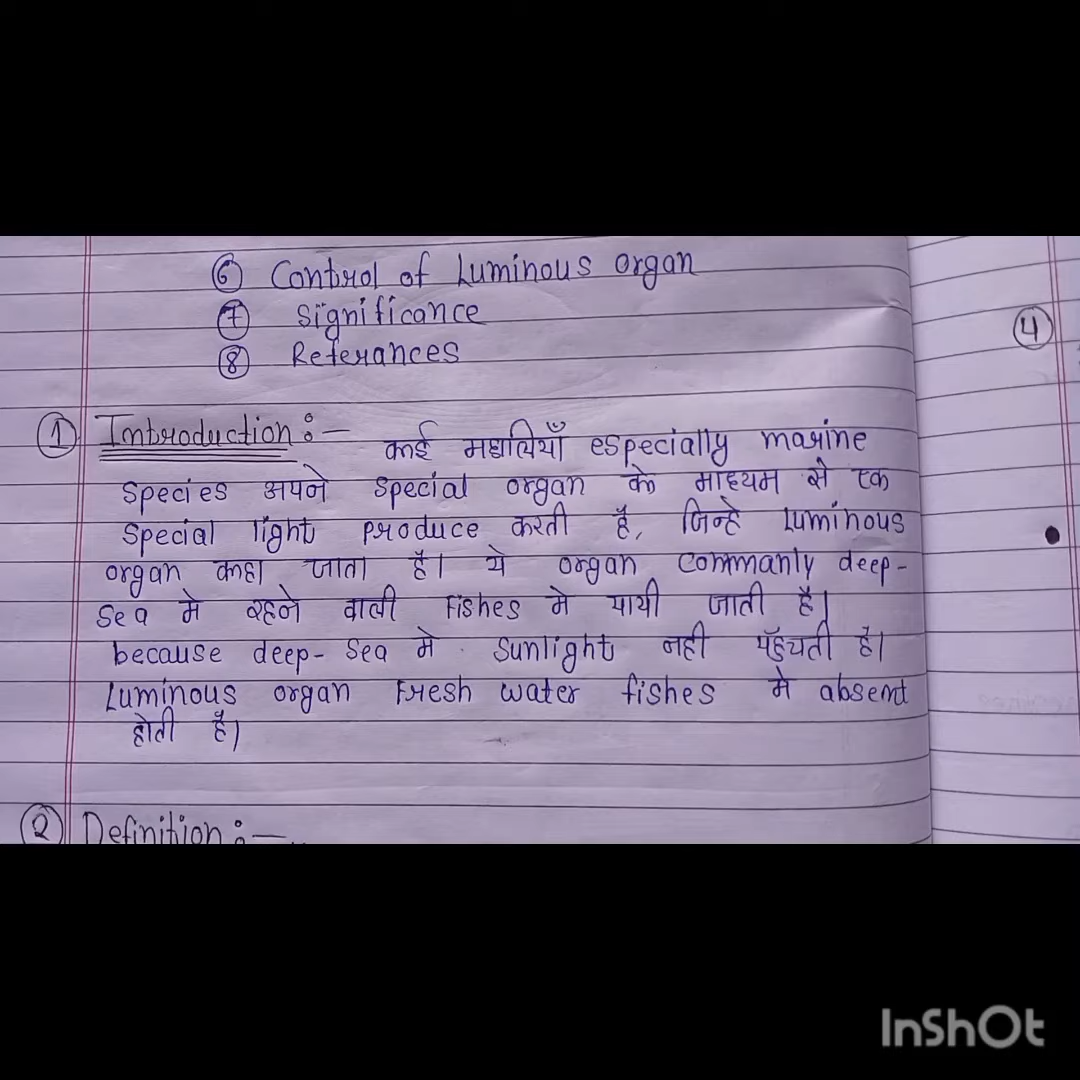 ⑥ Control of Luminous organ
⑦ Significance
⑧ Referances
④
① Introduction :- कई मछलियाँ especially marine
species अपने special organ के माध्यम से एक
special light produce करती है, जिन्हे Luminous
organ कहा जाता है। ये organ commanly deep-
sea मे रहने वाली Fishes मे पायी जाती है।
because deep-sea मे sunlight नही पहुँचती है।
Luminous organ Fresh water fishes मे absent
होती है।
② Definition :-
InShOt